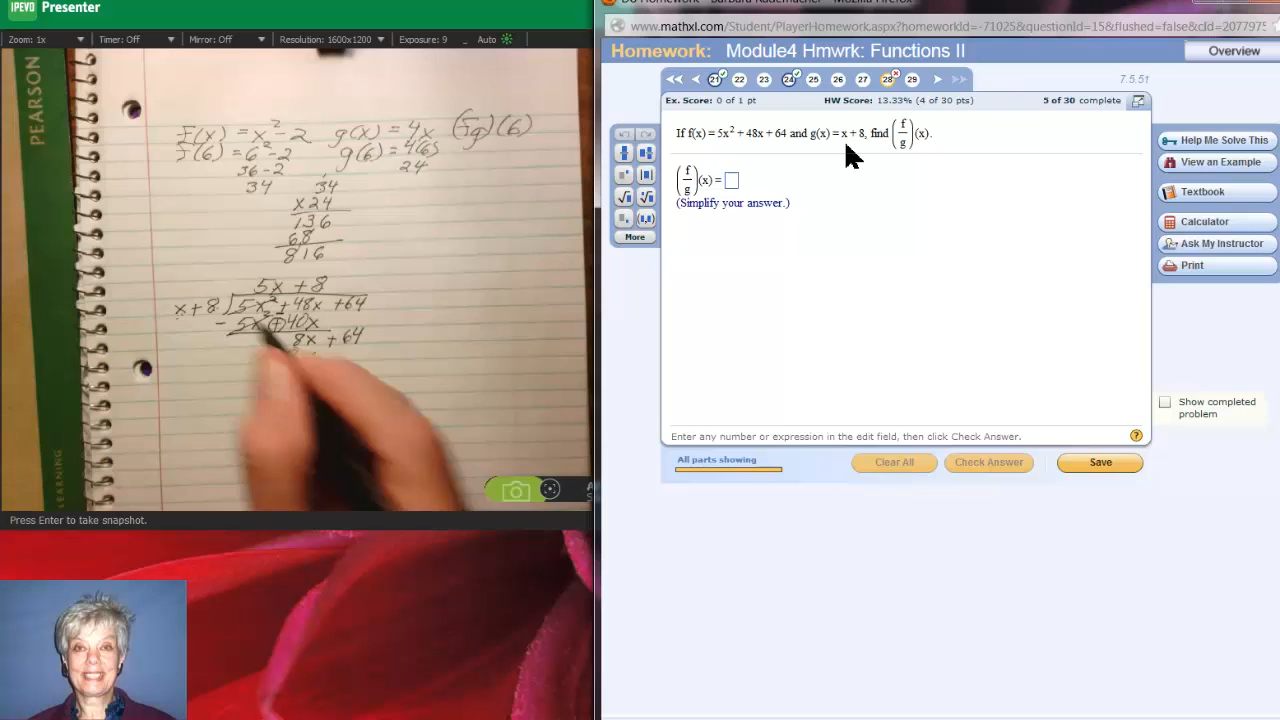 IPEVO Presenter
Zoom: 1x Timer: Off Mirror: Off Resolution: 1600x1200 Exposure: 9 Auto
PEARSON
LEARNING
F(x) = x² - 2 g(x) = 4x (fg)(6)
F(6) = 6² - 2 g(6) = 4(6)
36 - 2 24
34 34
x 24
136
68
816
5x + 8
x + 8 5x² + 48x + 64
- 5x² + 40x
8x + 64
Press Enter to take snapshot.
www.mathxl.com/Student/PlayerHomework.aspx?homeworkId=-71025&questionId=15&flushed=false&cId=2077975
Homework: Module4 Hmwrk: Functions II
Overview
21 22 23 24 25 26 27 28 29
7.5.51
Ex. Score: 0 of 1 pt HW Score: 13.33% (4 of 30 pts) 5 of 30 complete
If f(x) = 5x² + 48x + 64 and g(x) = x + 8, find (f/g)(x).
(f/g)(x) =
(Simplify your answer.)
More
Enter any number or expression in the edit field, then click Check Answer.
?
All parts showing
Clear All
Check Answer
Save
Help Me Solve This
View an Example
Textbook
Calculator
Ask My Instructor
Print
Show completed
problem